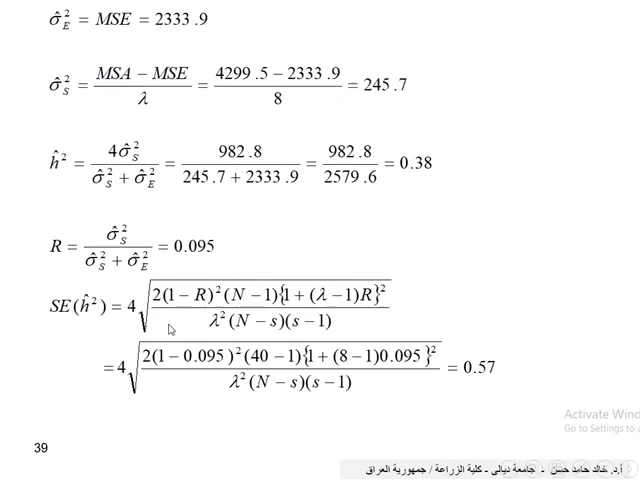 σ̂²_E = MSE = 2333 .9
σ̂²_S = (MSA − MSE) / λ = (4299 .5 − 2333 .9) / 8 = 245 .7
ĥ² = 4σ̂²_S / (σ̂²_S + σ̂²_E) = 982 .8 / (245 .7 + 2333 .9) = 982 .8 / 2579 .6 = 0.38
R = σ̂²_S / (σ̂²_S + σ̂²_E) = 0.095
SE(ĥ²) = 4√(2(1 − R)²(N − 1){1 + (λ − 1)R}² / λ²(N − s)(s − 1))
= 4√(2(1 − 0.095)²(40 − 1){1 + (8 − 1)0.095}² / λ²(N − s)(s − 1)) = 0.57
Activate Wind
Go to Settings to a
39
أ.د. خالد حامد حسن - جامعة ديالى - كلية الزراعة / جمهورية العراق